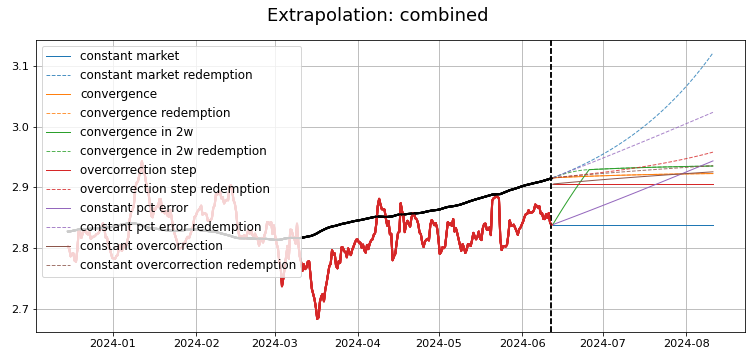 Extrapolation: combined
constant market
constant market redemption
convergence
convergence redemption
convergence in 2w
convergence in 2w redemption
overcorrection step
overcorrection step redemption
constant pct error
constant pct error redemption
constant overcorrection
constant overcorrection redemption
3.1
3.0
2.9
2.8
2.7
2024-01 2024-02 2024-03 2024-04 2024-05 2024-06 2024-07 2024-08